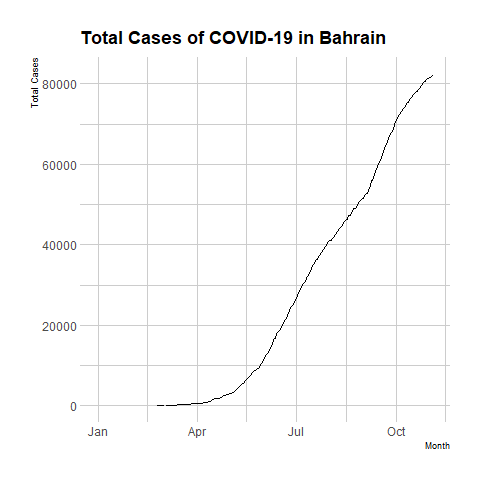 Total Cases of COVID-19 in Bahrain
Total Cases
80000
60000
40000
20000
0
Jan Apr Jul Oct
Month